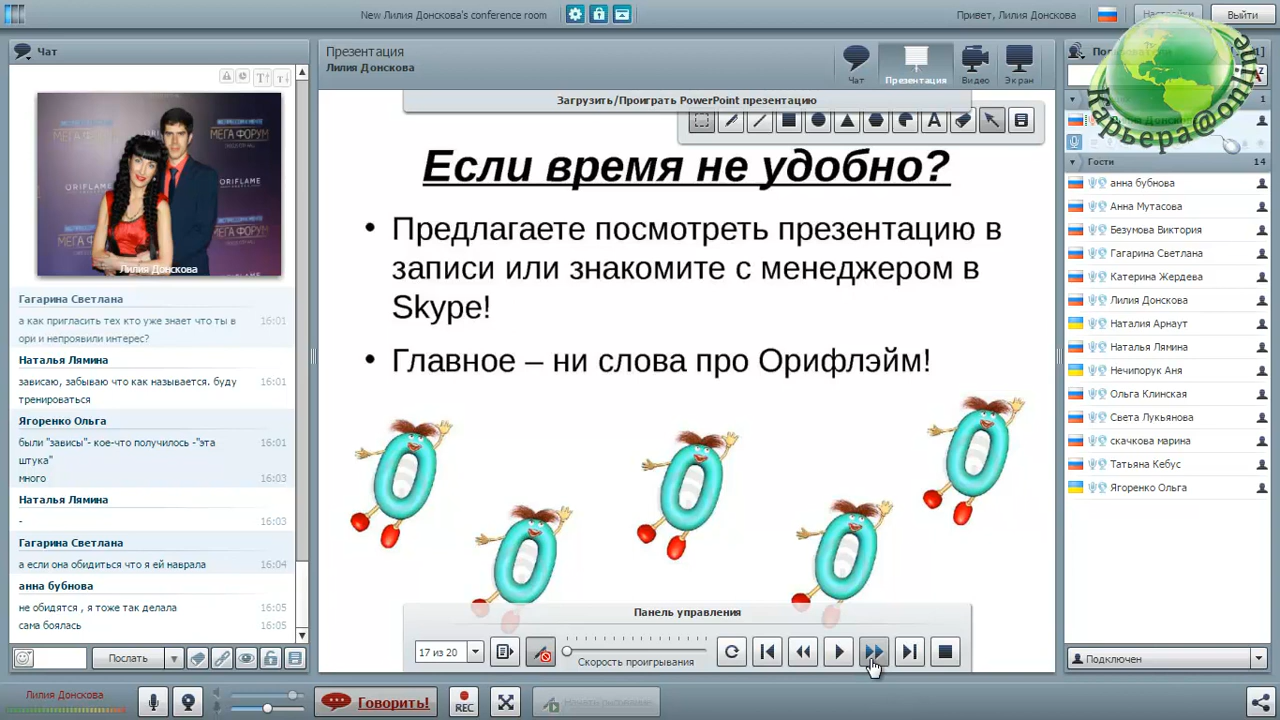 New Лилия Донскова's conference room
Привет, Лилия Донскова
Настройки
Выйти
Чат
ORIFLAME
МЕГА ФОРУМ
Лилия Донскова
Гагарина Светлана
а как пригласить тех кто уже знает что ты в 16:01
ори и непроявили интерес?
Наталья Лямина
зависаю, забываю что как называется. буду 16:01
тренироваться
Ягоренко Ольга
были "зависы"- кое-что получилось -"эта 16:01
штука"
много 16:03
Наталья Лямина
- 16:03
Гагарина Светлана
а если она обидиться что я ей наврала 16:04
анна бубнова
не обидятся , я тоже так делала 16:05
сама боялась 16:05
Послать
Презентация
Лилия Донскова
Чат
Презентация
Видео
Экран
Загрузить/Проиграть PowerPoint презентацию
Если время не удобно?
• Предлагаете посмотреть презентацию в
записи или знакомите с менеджером в
Skype!
• Главное – ни слова про Орифлэйм!
Панель управления
17 из 20
Скорость проигрывания
карьера@online
1
Гости 14
анна бубнова
Анна Мутасова
Безумова Виктория
Гагарина Светлана
Катерина Жердева
Лилия Донскова
Наталия Арнаут
Наталья Лямина
Нечипорук Аня
Ольга Клинская
Света Лукьянова
скачкова марина
Татьяна Кебус
Ягоренко Ольга
Подключен
Лилия Донскова
Говорить!
REC